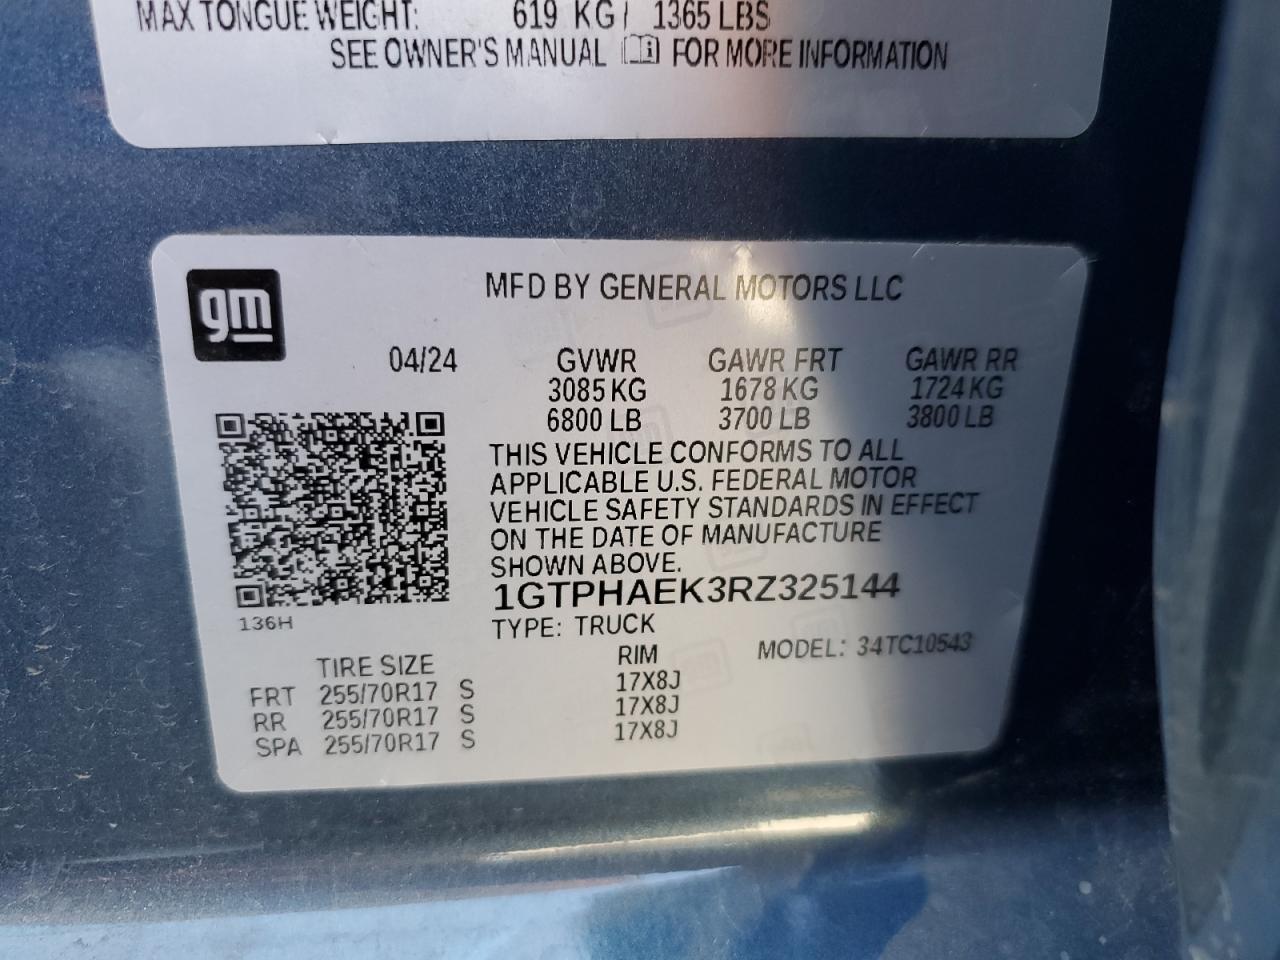 MAX TONGUE WEIGHT: 619 KG / 1365 LBS
SEE OWNER'S MANUAL FOR MORE INFORMATION
gm
MFD BY GENERAL MOTORS LLC
04/24 GVWR GAWR FRT GAWR RR
3085 KG 1678 KG 1724 KG
6800 LB 3700 LB 3800 LB
THIS VEHICLE CONFORMS TO ALL
APPLICABLE U.S. FEDERAL MOTOR
VEHICLE SAFETY STANDARDS IN EFFECT
ON THE DATE OF MANUFACTURE
SHOWN ABOVE.
1GTPHAEK3RZ325144
136H
TYPE: TRUCK
MODEL: 34TC10543
TIRE SIZE RIM
FRT 255/70R17 S 17X8J
RR 255/70R17 S 17X8J
SPA 255/70R17 S 17X8J